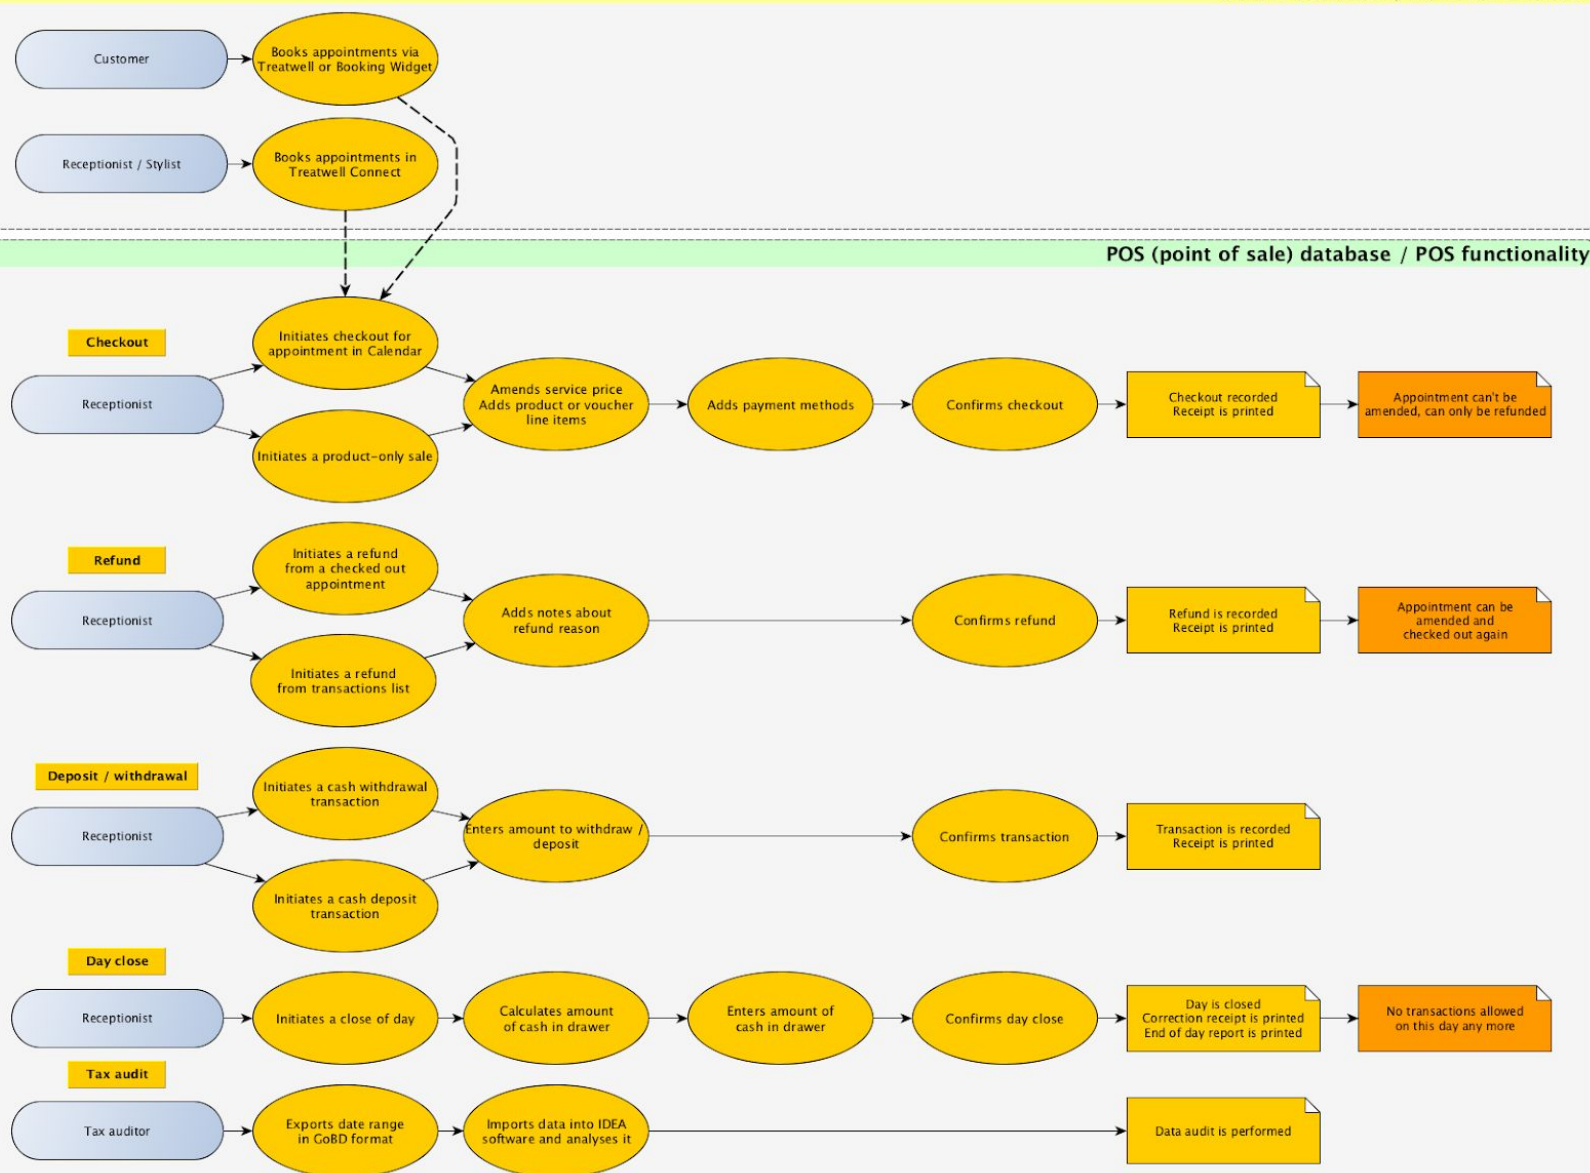 Customer
Books appointments via
Treatwell or Booking Widget
Receptionist / Stylist
Books appointments in
Treatwell Connect
POS (point of sale) database / POS functionality
Checkout
Receptionist
Initiates checkout for
appointment in Calendar
Initiates a product-only sale
Amends service price
Adds product or voucher
line items
Adds payment methods
Confirms checkout
Checkout recorded
Receipt is printed
Appointment can't be
amended, can only be refunded
Refund
Receptionist
Initiates a refund
from a checked out
appointment
Initiates a refund
from transactions list
Adds notes about
refund reason
Confirms refund
Refund is recorded
Receipt is printed
Appointment can be
amended and
checked out again
Deposit / withdrawal
Receptionist
Initiates a cash withdrawal
transaction
Initiates a cash deposit
transaction
Enters amount to withdraw /
deposit
Confirms transaction
Transaction is recorded
Receipt is printed
Day close
Receptionist
Initiates a close of day
Calculates amount
of cash in drawer
Enters amount of
cash in drawer
Confirms day close
Day is closed
Correction receipt is printed
End of day report is printed
No transactions allowed
on this day any more
Tax audit
Tax auditor
Exports date range
in GoBD format
Imports data into IDEA
software and analyses it
Data audit is performed